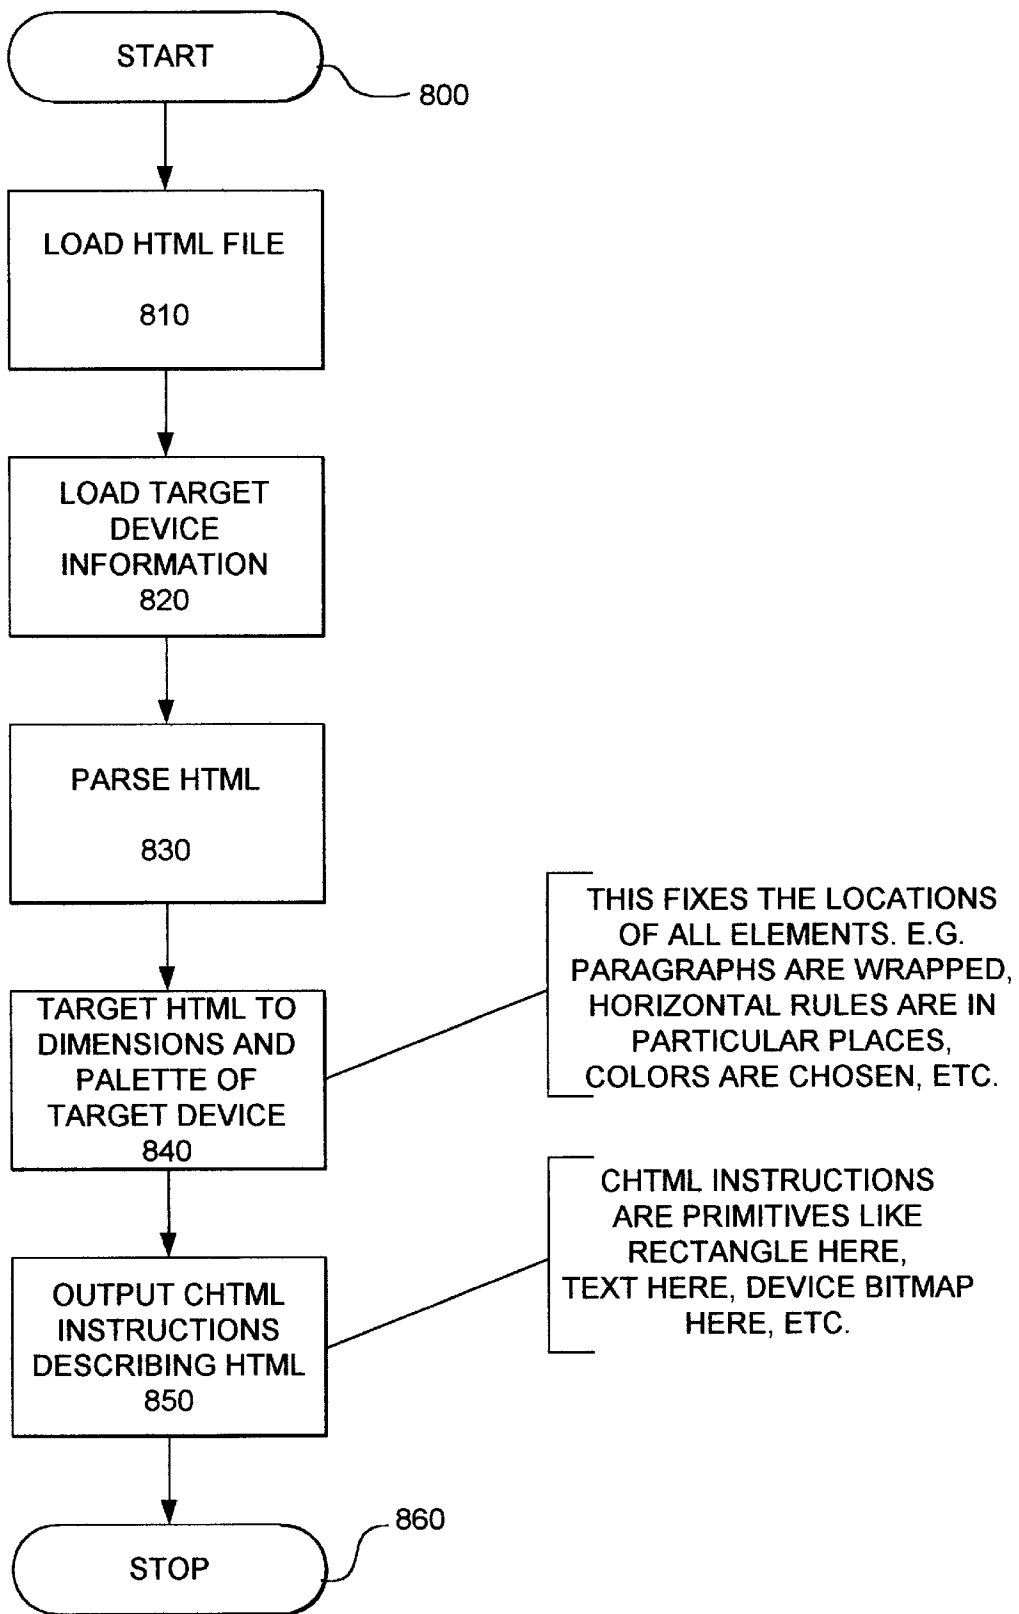 START
800
LOAD HTML FILE
810
LOAD TARGET
DEVICE
INFORMATION
820
PARSE HTML
830
THIS FIXES THE LOCATIONS
OF ALL ELEMENTS. E.G.
PARAGRAPHS ARE WRAPPED,
HORIZONTAL RULES ARE IN
PARTICULAR PLACES,
COLORS ARE CHOSEN, ETC.
TARGET HTML TO
DIMENSIONS AND
PALETTE OF
TARGET DEVICE
840
CHTML INSTRUCTIONS
ARE PRIMITIVES LIKE
RECTANGLE HERE,
TEXT HERE, DEVICE BITMAP
HERE, ETC.
OUTPUT CHTML
INSTRUCTIONS
DESCRIBING HTML
850
860
STOP